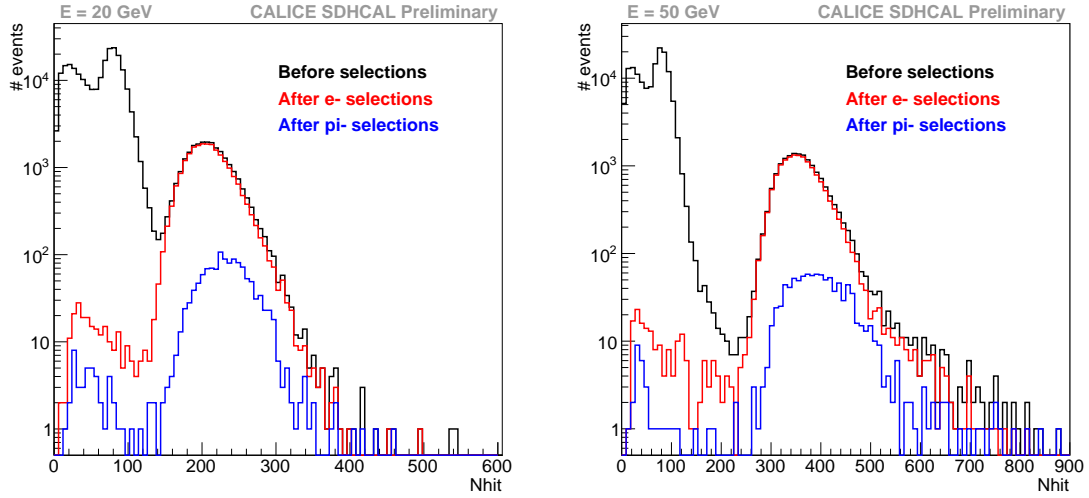 E = 20 GeV CALICE SDHCAL Preliminary
# events
Before selections
After e- selections
After pi- selections
10^4
10^3
10^2
10
1
0 100 200 300 400 500 600
Nhit
E = 50 GeV CALICE SDHCAL Preliminary
# events
Before selections
After e- selections
After pi- selections
10^4
10^3
10^2
10
1
0 100 200 300 400 500 600 700 800 900
Nhit